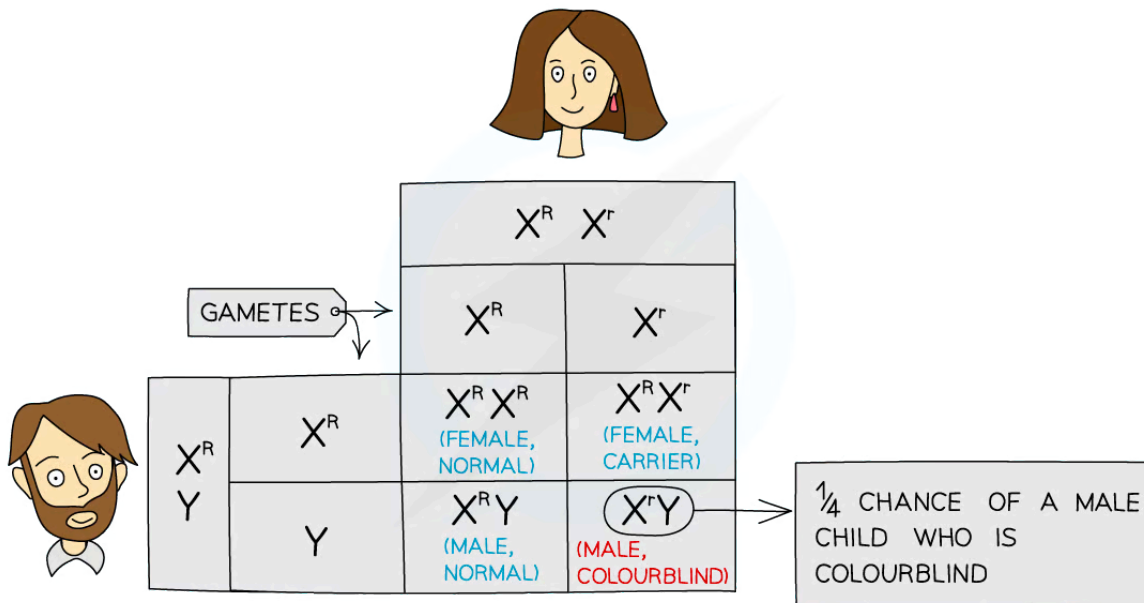 X^R X^r
GAMETES
X^R X^r
X^R
Y
X^R
X^R X^R
(FEMALE,
NORMAL)
X^R X^r
(FEMALE,
CARRIER)
Y
X^R Y
(MALE,
NORMAL)
X^r Y
(MALE,
COLOURBLIND)
1/4 CHANCE OF A MALE
CHILD WHO IS
COLOURBLIND